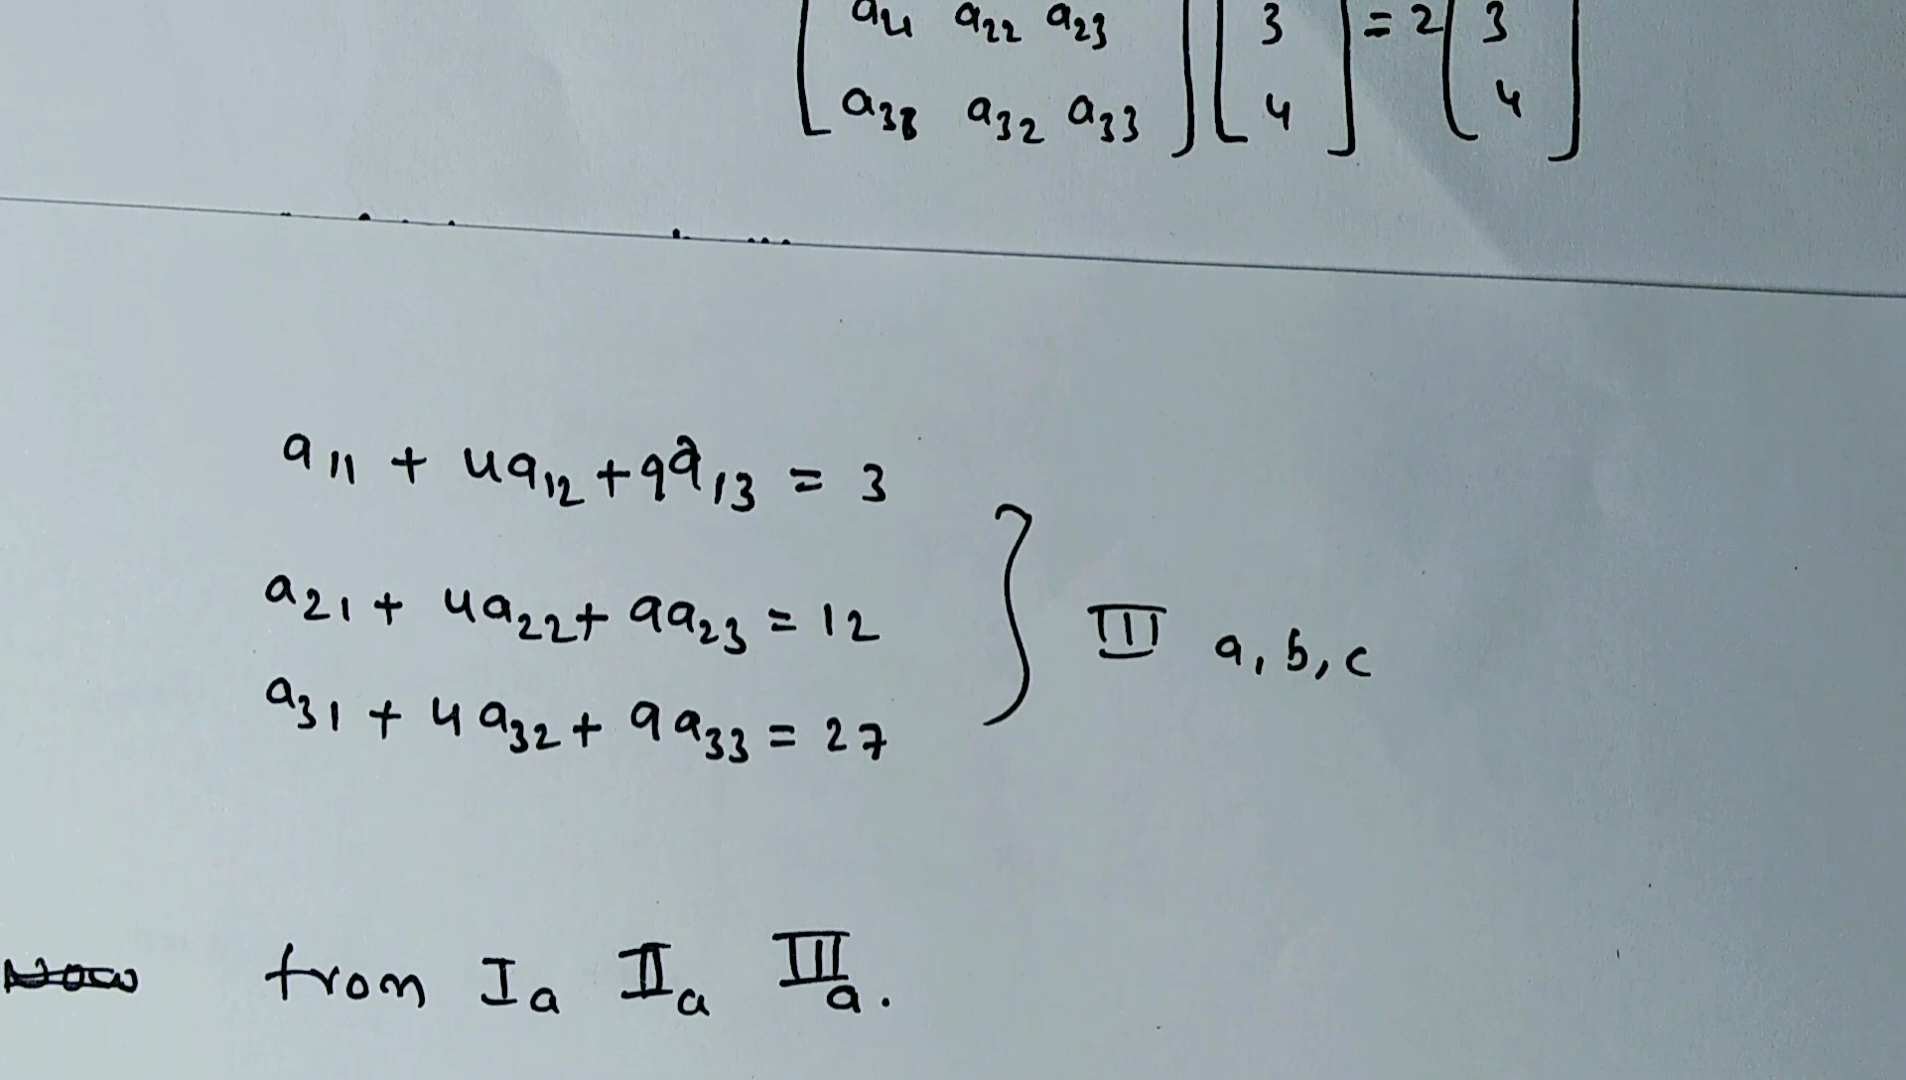 a21 a22 a23 3 = 2 3
a33 a32 a33 4 4
a11 + 4a12 + 9a13 = 3
a21 + 4a22 + 9a23 = 12
III a, b, c
a31 + 4a32 + 9a33 = 27
from Ia IIa IIIa.